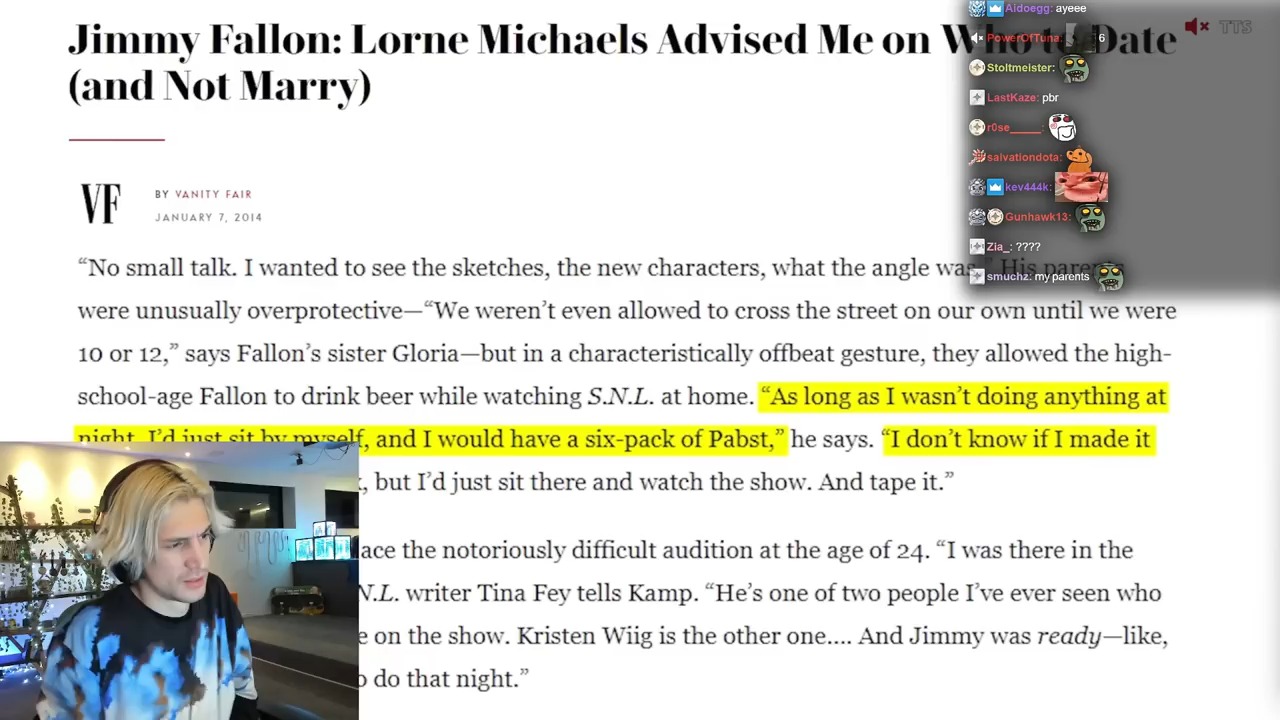 Jimmy Fallon: Lorne Michaels Advised Me on Who to Date
(and Not Marry)
VF
BY VANITY FAIR
JANUARY 7, 2014
“No small talk. I wanted to see the sketches, the new characters, what the angle was.” His parents
were unusually overprotective—“We weren’t even allowed to cross the street on our own until we were
10 or 12,” says Fallon’s sister Gloria—but in a characteristically offbeat gesture, they allowed the high-
school-age Fallon to drink beer while watching S.N.L. at home. “As long as I wasn’t doing anything at
night, I’d just sit by myself, and I would have a six-pack of Pabst,” he says. “I don’t know if I made it
, but I’d just sit there and watch the show. And tape it.”
ace the notoriously difficult audition at the age of 24. “I was there in the
N.L. writer Tina Fey tells Kamp. “He’s one of two people I’ve ever seen who
e on the show. Kristen Wiig is the other one.... And Jimmy was ready—like,
o do that night.”
Aidoegg: ayeee
PowerOfTuna: 6
Stoltmeister:
LastKaze: pbr
r0se_____:
salvationdota:
kev444k:
Gunhawk13:
Zia_: ????
smuchz: my parents
TTS